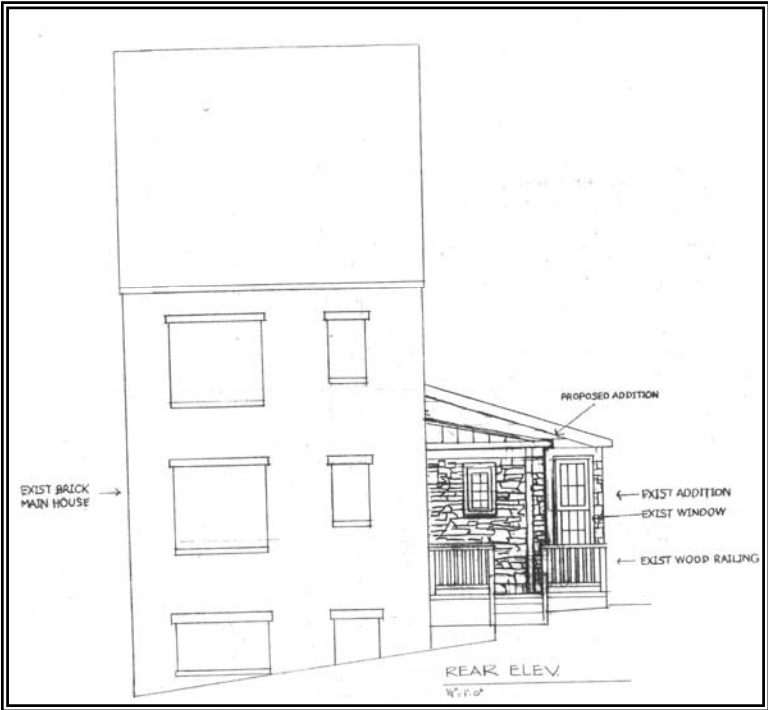 PROPOSED ADDITION
EXIST BRICK
MAIN HOUSE
EXIST ADDITION
EXIST WINDOW
EXIST WOOD RAILING
REAR ELEV.